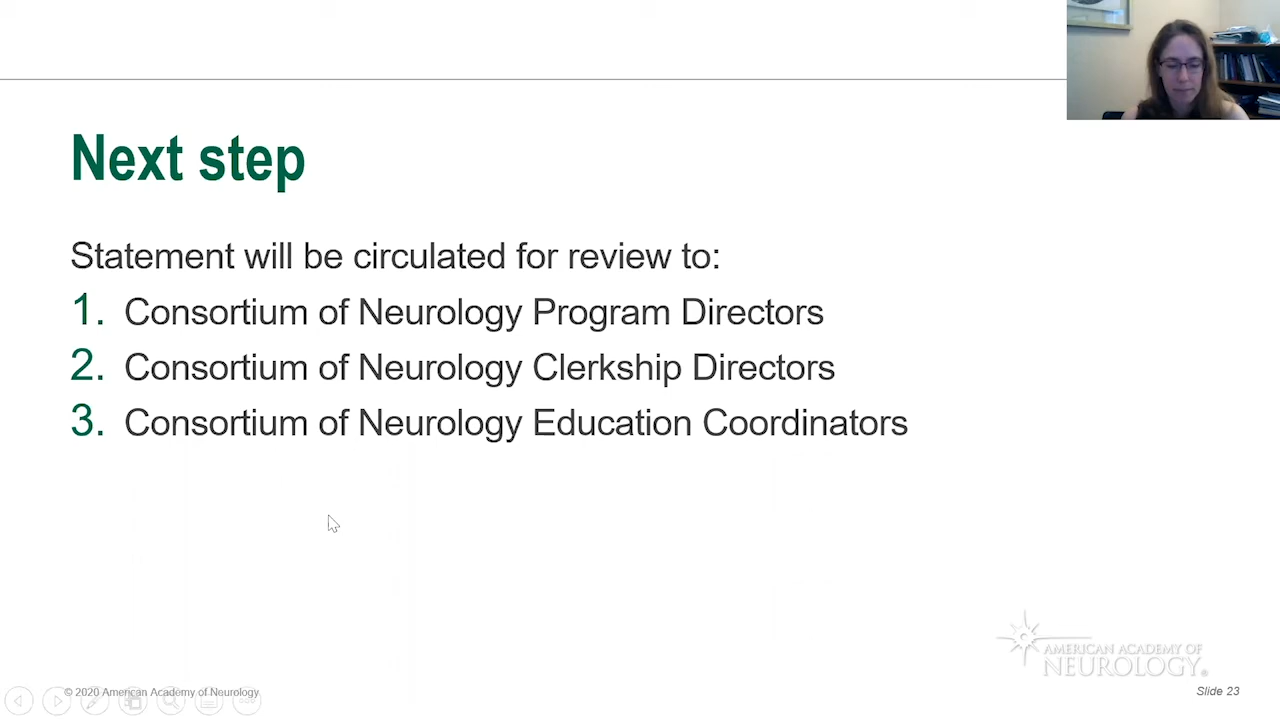 Next step
Statement will be circulated for review to:
1. Consortium of Neurology Program Directors
2. Consortium of Neurology Clerkship Directors
3. Consortium of Neurology Education Coordinators
AMERICAN ACADEMY OF
NEUROLOGY®
© 2020 American Academy of Neurology
Slide 23